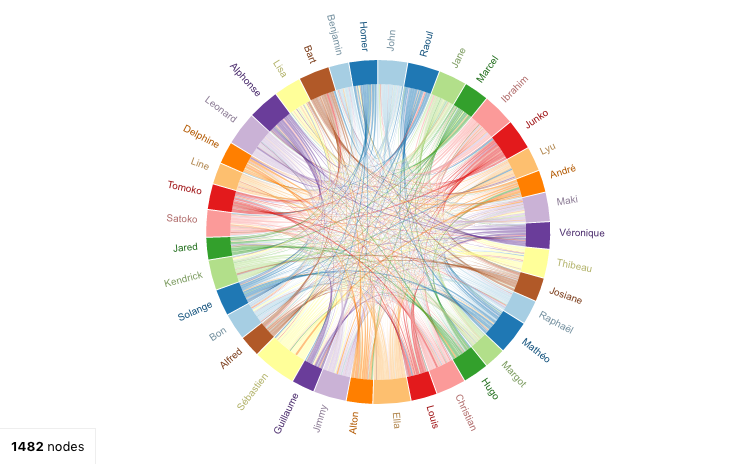 John
Raoul
Jane
Marcel
Ibrahim
Junko
Lyu
André
Maki
Véronique
Thibeau
Josiane
Raphaël
Mathéo
Margot
Hugo
Christian
Louis
Ella
Alton
Jimmy
Guillaume
Sébastien
Alfred
Bon
Solange
Kendrick
Jared
Satoko
Tomoko
Line
Delphine
Leonard
Alphonse
Lisa
Bart
Benjamin
Homer
1482 nodes